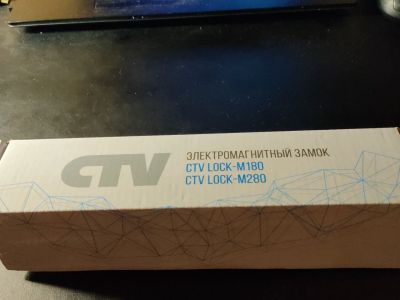 CTV
ЭЛЕКТРОМАГНИТНЫЙ ЗАМОК
CTV LOCK-M180
CTV LOCK-M280